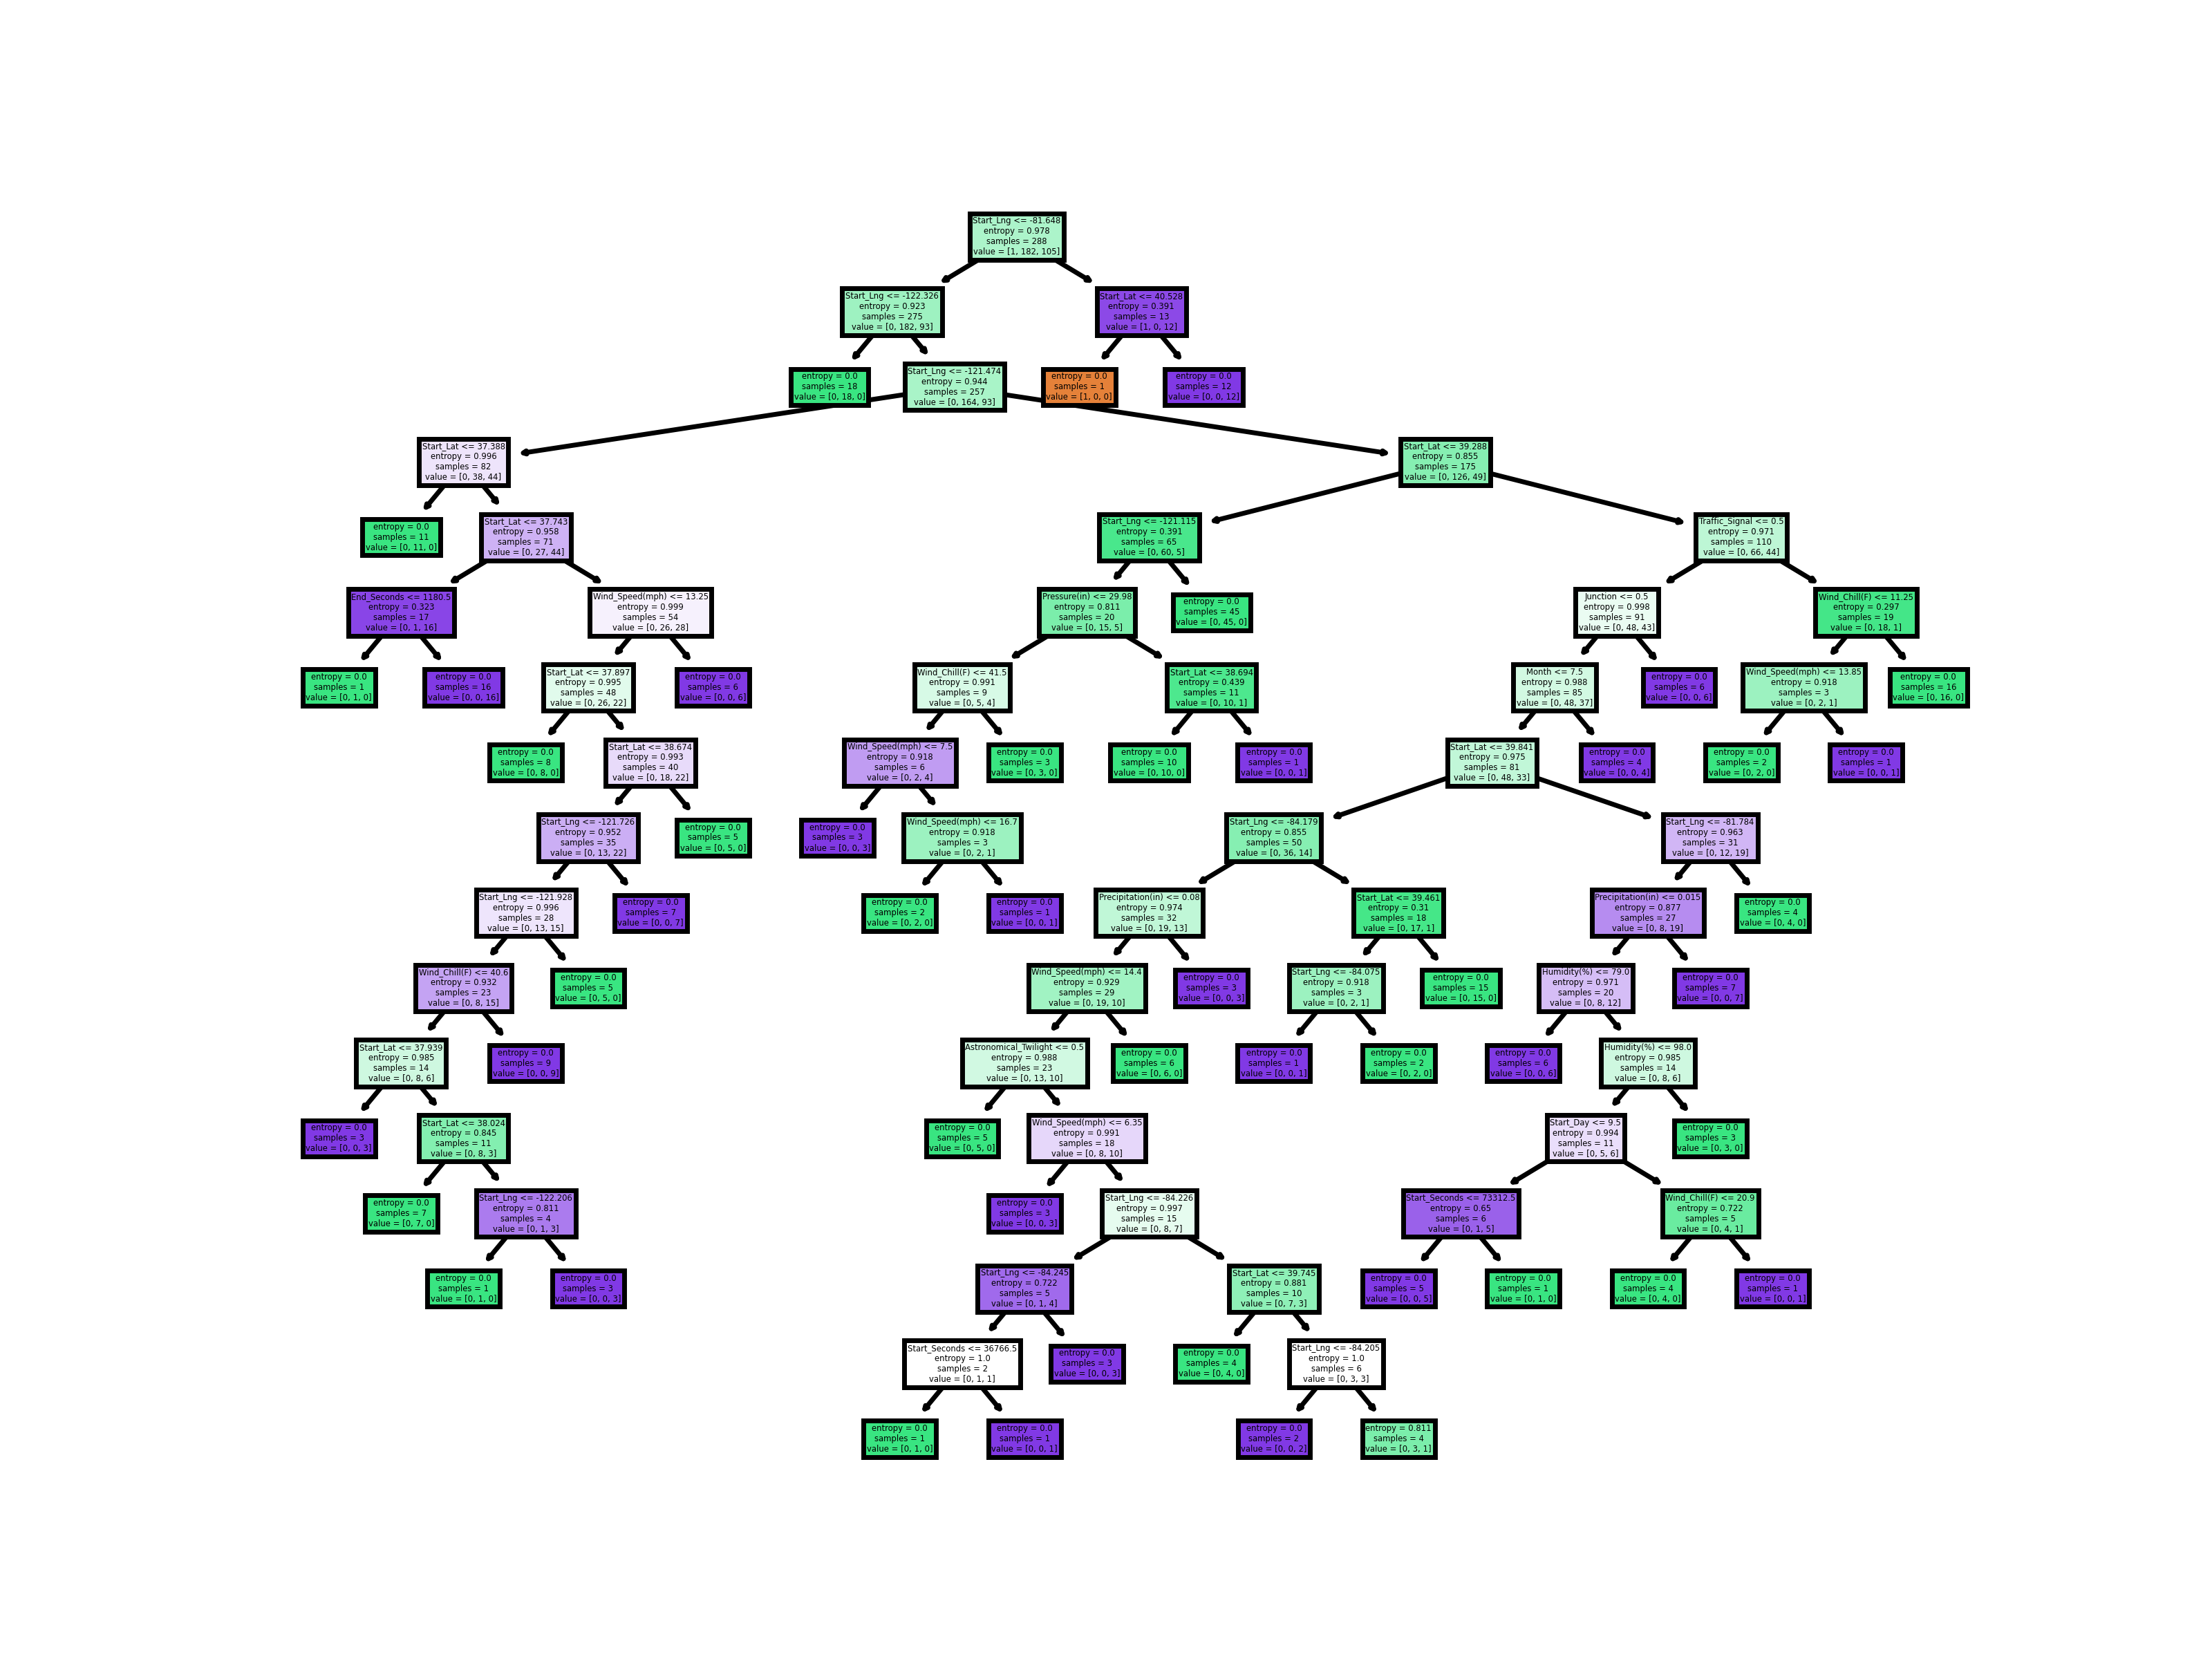 Start_Lng <= -81.648
entropy = 0.978
samples = 288
value = [1, 182, 105]
Start_Lng <= -122.326
entropy = 0.923
samples = 275
value = [0, 182, 93]
Start_Lat <= 40.528
entropy = 0.391
samples = 13
value = [1, 0, 12]
entropy = 0.0
samples = 18
value = [0, 18, 0]
Start_Lng <= -121.474
entropy = 0.944
samples = 257
value = [0, 164, 93]
entropy = 0.0
samples = 1
value = [1, 0, 0]
entropy = 0.0
samples = 12
value = [0, 0, 12]
Start_Lat <= 37.388
entropy = 0.996
samples = 82
value = [0, 38, 44]
Start_Lat <= 39.288
entropy = 0.855
samples = 175
value = [0, 126, 49]
entropy = 0.0
samples = 11
value = [0, 11, 0]
Start_Lat <= 37.743
entropy = 0.958
samples = 71
value = [0, 27, 44]
Start_Lng <= -121.115
entropy = 0.391
samples = 65
value = [0, 60, 5]
Traffic_Signal <= 0.5
entropy = 0.971
samples = 110
value = [0, 66, 44]
End_Seconds <= 1180.5
entropy = 0.323
samples = 17
value = [0, 1, 16]
Wind_Speed(mph) <= 13.25
entropy = 0.999
samples = 54
value = [0, 26, 28]
Pressure(in) <= 29.98
entropy = 0.811
samples = 20
value = [0, 15, 5]
entropy = 0.0
samples = 45
value = [0, 45, 0]
Junction <= 0.5
entropy = 0.998
samples = 91
value = [0, 48, 43]
Wind_Chill(F) <= 11.25
entropy = 0.297
samples = 19
value = [0, 18, 1]
entropy = 0.0
samples = 1
value = [0, 1, 0]
entropy = 0.0
samples = 16
value = [0, 0, 16]
Start_Lat <= 37.897
entropy = 0.995
samples = 48
value = [0, 26, 22]
entropy = 0.0
samples = 6
value = [0, 0, 6]
Wind_Chill(F) <= 41.5
entropy = 0.991
samples = 9
value = [0, 5, 4]
Start_Lat <= 38.694
entropy = 0.439
samples = 11
value = [0, 10, 1]
Month <= 7.5
entropy = 0.988
samples = 85
value = [0, 48, 37]
entropy = 0.0
samples = 6
value = [0, 0, 6]
Wind_Speed(mph) <= 13.85
entropy = 0.918
samples = 3
value = [0, 2, 1]
entropy = 0.0
samples = 16
value = [0, 16, 0]
entropy = 0.0
samples = 8
value = [0, 8, 0]
Start_Lat <= 38.674
entropy = 0.993
samples = 40
value = [0, 18, 22]
Wind_Speed(mph) <= 7.5
entropy = 0.918
samples = 6
value = [0, 2, 4]
entropy = 0.0
samples = 3
value = [0, 3, 0]
entropy = 0.0
samples = 10
value = [0, 10, 0]
entropy = 0.0
samples = 1
value = [0, 0, 1]
Start_Lat <= 39.841
entropy = 0.975
samples = 81
value = [0, 48, 33]
entropy = 0.0
samples = 4
value = [0, 0, 4]
entropy = 0.0
samples = 2
value = [0, 2, 0]
entropy = 0.0
samples = 1
value = [0, 0, 1]
Start_Lng <= -121.726
entropy = 0.952
samples = 35
value = [0, 13, 22]
entropy = 0.0
samples = 5
value = [0, 5, 0]
entropy = 0.0
samples = 3
value = [0, 0, 3]
Wind_Speed(mph) <= 16.7
entropy = 0.918
samples = 3
value = [0, 2, 1]
Start_Lng <= -84.179
entropy = 0.855
samples = 50
value = [0, 36, 14]
Start_Lng <= -81.784
entropy = 0.963
samples = 31
value = [0, 12, 19]
Start_Lng <= -121.928
entropy = 0.996
samples = 28
value = [0, 13, 15]
entropy = 0.0
samples = 7
value = [0, 0, 7]
entropy = 0.0
samples = 2
value = [0, 2, 0]
entropy = 0.0
samples = 1
value = [0, 0, 1]
Precipitation(in) <= 0.08
entropy = 0.974
samples = 32
value = [0, 19, 13]
Start_Lat <= 39.461
entropy = 0.31
samples = 18
value = [0, 17, 1]
Precipitation(in) <= 0.015
entropy = 0.877
samples = 27
value = [0, 8, 19]
entropy = 0.0
samples = 4
value = [0, 4, 0]
Wind_Chill(F) <= 40.6
entropy = 0.932
samples = 23
value = [0, 8, 15]
entropy = 0.0
samples = 5
value = [0, 5, 0]
Wind_Speed(mph) <= 14.4
entropy = 0.929
samples = 29
value = [0, 19, 10]
entropy = 0.0
samples = 3
value = [0, 0, 3]
Start_Lng <= -84.075
entropy = 0.918
samples = 3
value = [0, 2, 1]
entropy = 0.0
samples = 15
value = [0, 15, 0]
Humidity(%) <= 79.0
entropy = 0.971
samples = 20
value = [0, 8, 12]
entropy = 0.0
samples = 7
value = [0, 0, 7]
Start_Lat <= 37.939
entropy = 0.985
samples = 14
value = [0, 8, 6]
entropy = 0.0
samples = 9
value = [0, 0, 9]
Astronomical_Twilight <= 0.5
entropy = 0.988
samples = 23
value = [0, 13, 10]
entropy = 0.0
samples = 6
value = [0, 6, 0]
entropy = 0.0
samples = 1
value = [0, 0, 1]
entropy = 0.0
samples = 2
value = [0, 2, 0]
entropy = 0.0
samples = 6
value = [0, 0, 6]
Humidity(%) <= 98.0
entropy = 0.985
samples = 14
value = [0, 8, 6]
entropy = 0.0
samples = 3
value = [0, 0, 3]
Start_Lat <= 38.024
entropy = 0.845
samples = 11
value = [0, 8, 3]
entropy = 0.0
samples = 5
value = [0, 5, 0]
Wind_Speed(mph) <= 6.35
entropy = 0.991
samples = 18
value = [0, 8, 10]
Start_Day <= 9.5
entropy = 0.994
samples = 11
value = [0, 5, 6]
entropy = 0.0
samples = 3
value = [0, 3, 0]
entropy = 0.0
samples = 7
value = [0, 7, 0]
Start_Lng <= -122.206
entropy = 0.811
samples = 4
value = [0, 1, 3]
entropy = 0.0
samples = 3
value = [0, 0, 3]
Start_Lng <= -84.226
entropy = 0.997
samples = 15
value = [0, 8, 7]
Start_Seconds <= 73312.5
entropy = 0.65
samples = 6
value = [0, 1, 5]
Wind_Chill(F) <= 20.9
entropy = 0.722
samples = 5
value = [0, 4, 1]
entropy = 0.0
samples = 1
value = [0, 1, 0]
entropy = 0.0
samples = 3
value = [0, 0, 3]
Start_Lng <= -84.245
entropy = 0.722
samples = 5
value = [0, 1, 4]
Start_Lat <= 39.745
entropy = 0.881
samples = 10
value = [0, 7, 3]
entropy = 0.0
samples = 5
value = [0, 0, 5]
entropy = 0.0
samples = 1
value = [0, 1, 0]
entropy = 0.0
samples = 4
value = [0, 4, 0]
entropy = 0.0
samples = 1
value = [0, 0, 1]
Start_Seconds <= 36766.5
entropy = 1.0
samples = 2
value = [0, 1, 1]
entropy = 0.0
samples = 3
value = [0, 0, 3]
entropy = 0.0
samples = 4
value = [0, 4, 0]
Start_Lng <= -84.205
entropy = 1.0
samples = 6
value = [0, 3, 3]
entropy = 0.0
samples = 1
value = [0, 1, 0]
entropy = 0.0
samples = 1
value = [0, 0, 1]
entropy = 0.0
samples = 2
value = [0, 0, 2]
entropy = 0.811
samples = 4
value = [0, 3, 1]